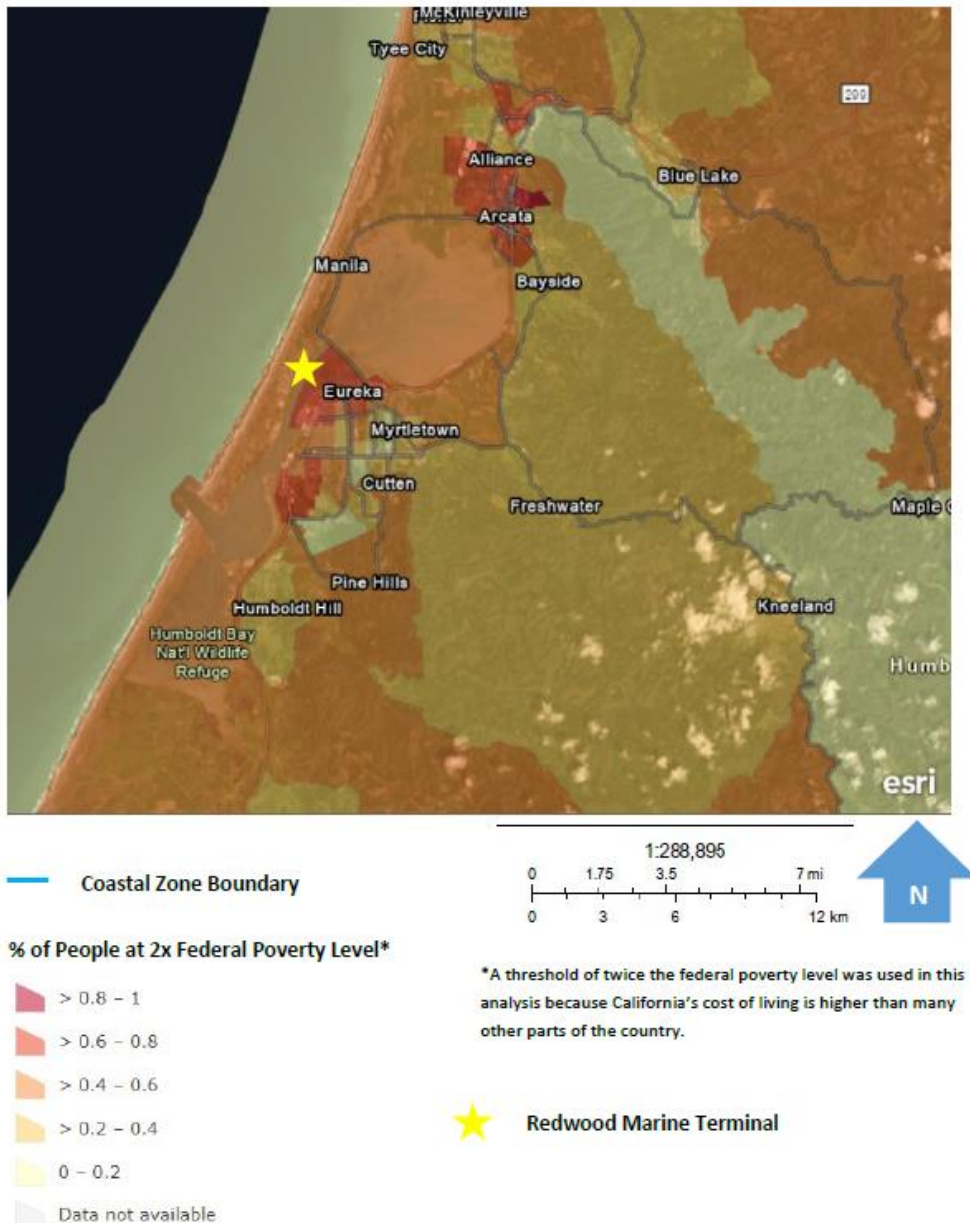 McKinleyville
Tyee City
299
Alliance
Blue Lake
Arcata
Manila
Bayside
Eureka
Myrtletown
Cutten
Freshwater
Maple
Pine Hills
Humboldt Hill
Kneeland
Humboldt Bay
Nat'l Wildlife
Refuge
Humb
esri
1:288,895
0 1.75 3.5 7 mi
0 3 6 12 km
N
Coastal Zone Boundary
% of People at 2x Federal Poverty Level*
> 0.8 – 1
> 0.6 – 0.8
> 0.4 – 0.6
> 0.2 – 0.4
0 – 0.2
Data not available
*A threshold of twice the federal poverty level was used in this
analysis because California's cost of living is higher than many
other parts of the country.
Redwood Marine Terminal